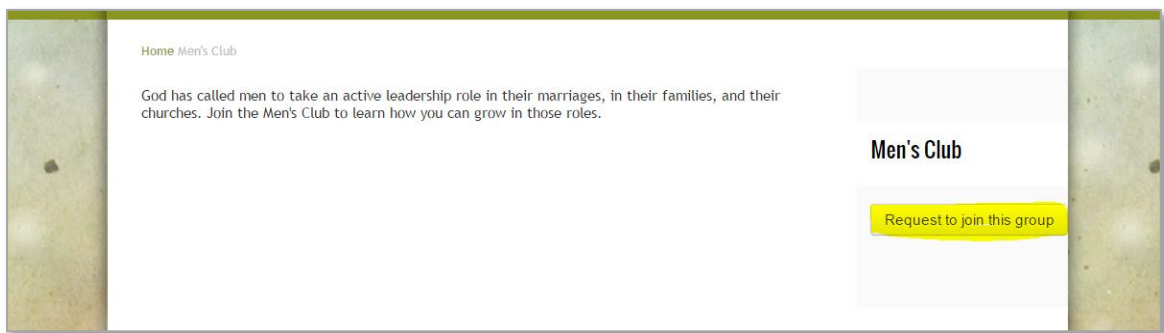 Home Men's Club
God has called men to take an active leadership role in their marriages, in their families, and their
churches. Join the Men's Club to learn how you can grow in those roles.
Men's Club
Request to join this group